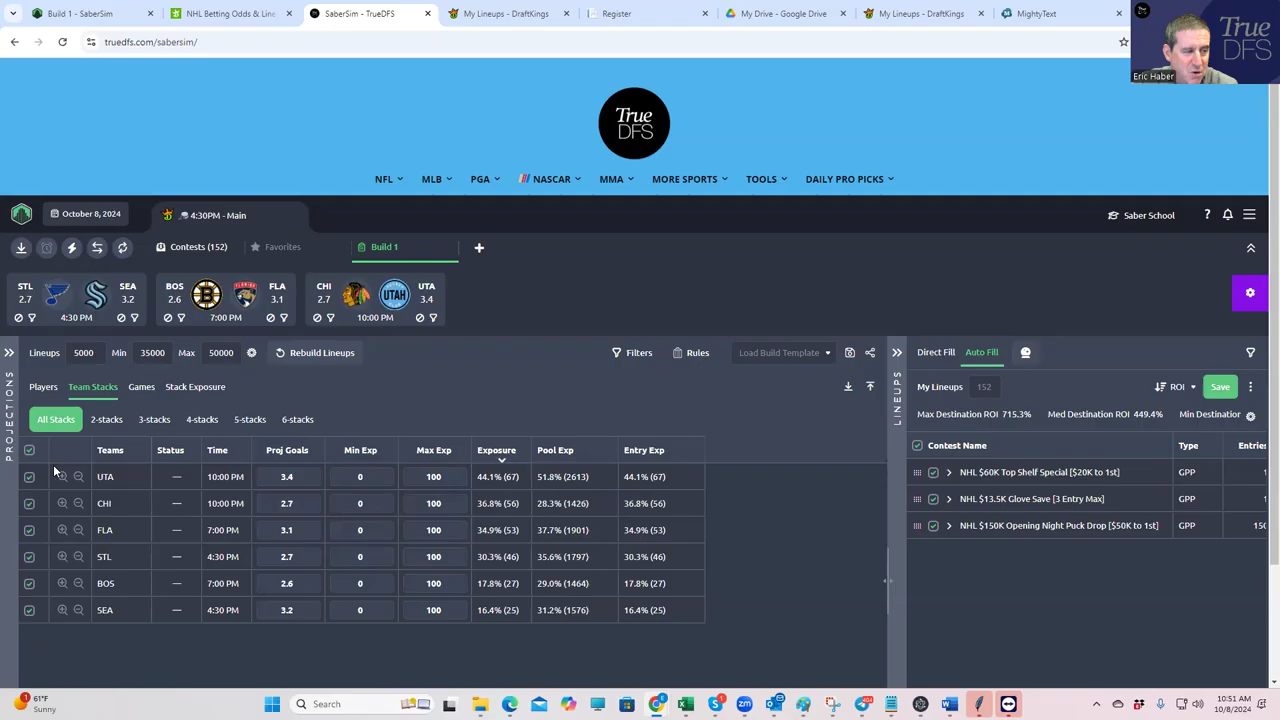 Build 1 - SaberSim
NHL Betting Odds & Line
SaberSim - TrueDFS
My Lineups - DraftKings
Register
My Drive - Google Drive
My Lineups - DraftKings
MightyText
truedfs.com/sabersim/
True
DFS
Eric Haber
True
DFS
NFL MLB PGA NASCAR MMA MORE SPORTS TOOLS DAILY PRO PICKS
October 8, 2024 4:30PM - Main Saber School ?
Contests (152) Favorites Build 1 +
STL SEA BOS FLA CHI UTA
2.7 3.2 2.6 3.1 2.7 3.4
4:30 PM 7:00 PM 10:00 PM
PROJECTIONS
Lineups 5000 Min 35000 Max 50000 Rebuild Lineups Filters Rules Load Build Template
Players Team Stacks Games Stack Exposure
All Stacks 2-stacks 3-stacks 4-stacks 5-stacks 6-stacks
Teams Status Time Proj Goals Min Exp Max Exp Exposure Pool Exp Entry Exp
UTA — 10:00 PM 3.4 0 100 44.1% (67) 51.8% (2613) 44.1% (67)
CHI — 10:00 PM 2.7 0 100 36.8% (56) 28.3% (1426) 36.8% (56)
FLA — 7:00 PM 3.1 0 100 34.9% (53) 37.7% (1901) 34.9% (53)
STL — 4:30 PM 2.7 0 100 30.3% (46) 35.6% (1797) 30.3% (46)
BOS — 7:00 PM 2.6 0 100 17.8% (27) 29.0% (1464) 17.8% (27)
SEA — 4:30 PM 3.2 0 100 16.4% (25) 31.2% (1576) 16.4% (25)
LINEUPS
Direct Fill Auto Fill
My Lineups 152 ROI Save
Max Destination ROI 715.3% Med Destination ROI 449.4% Min Destination
Contest Name Type Entries
NHL $60K Top Shelf Special [$20K to 1st] GPP 1
NHL $13.5K Glove Save [3 Entry Max] GPP 1
NHL $150K Opening Night Puck Drop [$50K to 1st] GPP 150
61°F
Sunny
Search
10:51 AM
10/8/2024